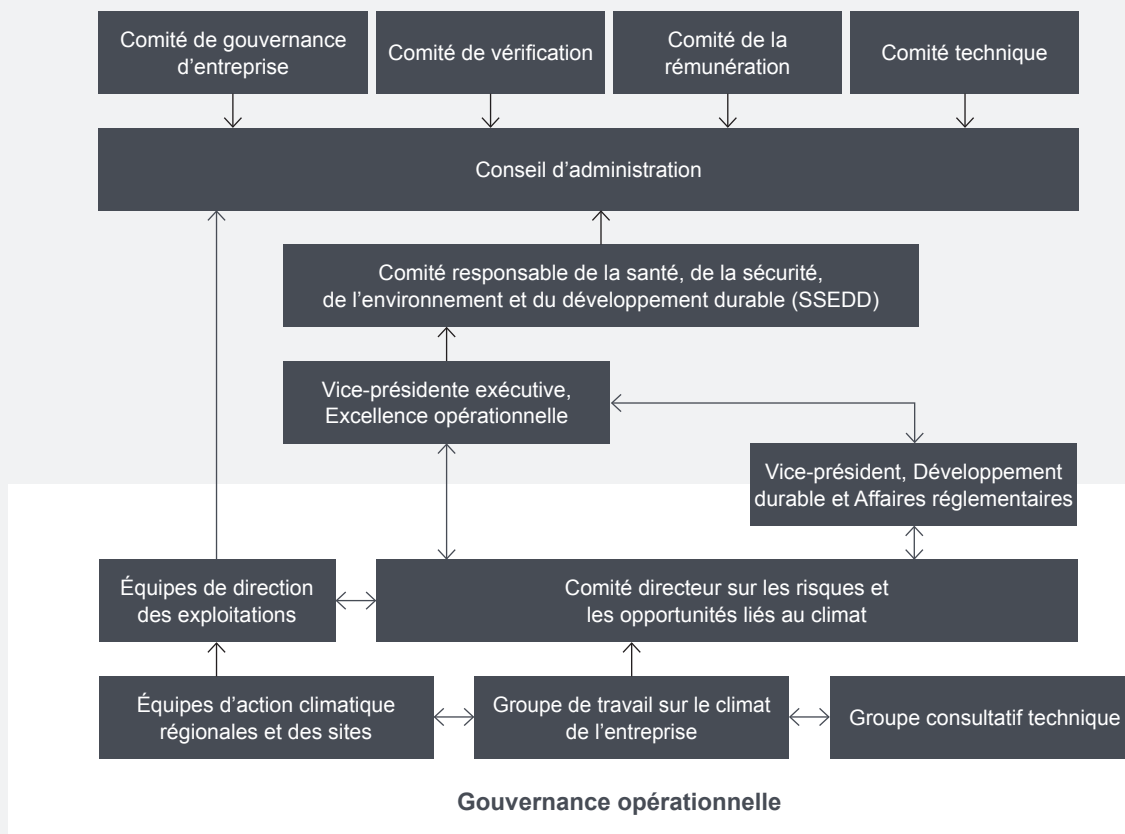 Comité de gouvernance
d’entreprise
Comité de vérification
Comité de la
rémunération
Comité technique
Conseil d’administration
Comité responsable de la santé, de la sécurité,
de l’environnement et du développement durable (SSEDD)
Vice-présidente exécutive,
Excellence opérationnelle
Vice-président, Développement
durable et Affaires réglementaires
Équipes de direction
des exploitations
Comité directeur sur les risques et
les opportunités liés au climat
Équipes d’action climatique
régionales et des sites
Groupe de travail sur le climat
de l’entreprise
Groupe consultatif technique
Gouvernance opérationnelle